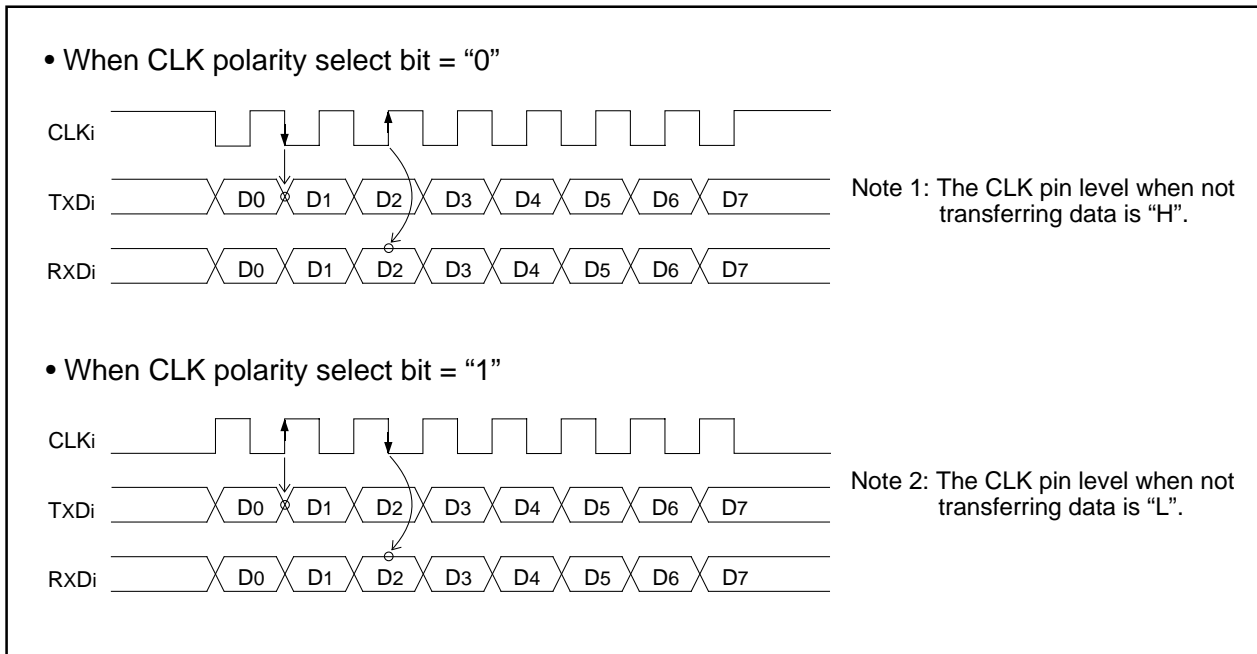 • When CLK polarity select bit = “0”
CLKi
TXDi
D0 D1 D2 D3 D4 D5 D6 D7
RXDi
D0 D1 D2 D3 D4 D5 D6 D7
Note 1: The CLK pin level when not
transferring data is “H”.
• When CLK polarity select bit = “1”
CLKi
TXDi
D0 D1 D2 D3 D4 D5 D6 D7
RXDi
D0 D1 D2 D3 D4 D5 D6 D7
Note 2: The CLK pin level when not
transferring data is “L”.